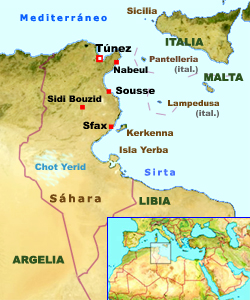 Sicilia
Mediterráneo
ITALIA
Túnez
Pantelleria
(ital.)
Nabeul
MALTA
Sousse
Sidi Bouzid
Lampedusa
(ital.)
Sfax
Kerkenna
Isla Yerba
Chot Yerid
Sirta
Sáhara
LIBIA
ARGELIA